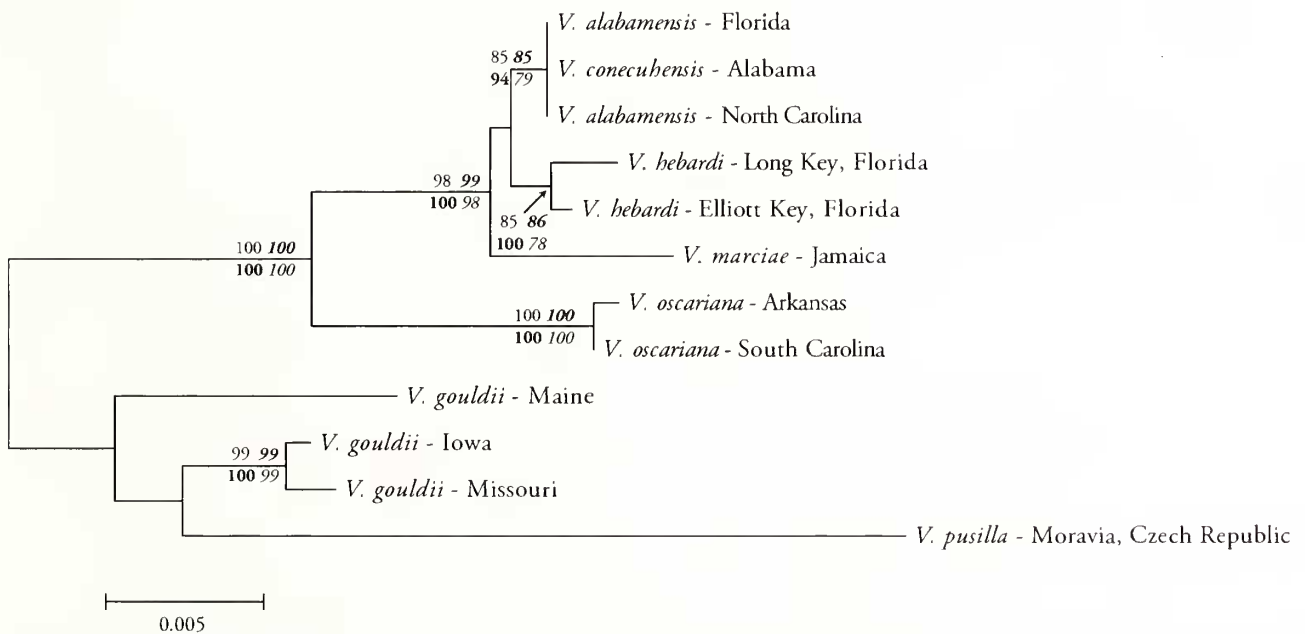 V. alabamensis - Florida
85 85
94 79
V. conecuhensis - Alabama
V. alabamensis - North Carolina
V. hebardi - Long Key, Florida
98 99
100 98
V. hebardi - Elliott Key, Florida
85 86
100 78
100 100
100 100
V. marciae - Jamaica
V. oscariana - Arkansas
100 100
100 100
V. oscariana - South Carolina
V. gouldii - Maine
V. gouldii - Iowa
99 99
100 99
V. gouldii - Missouri
V. pusilla - Moravia, Czech Republic
0.005